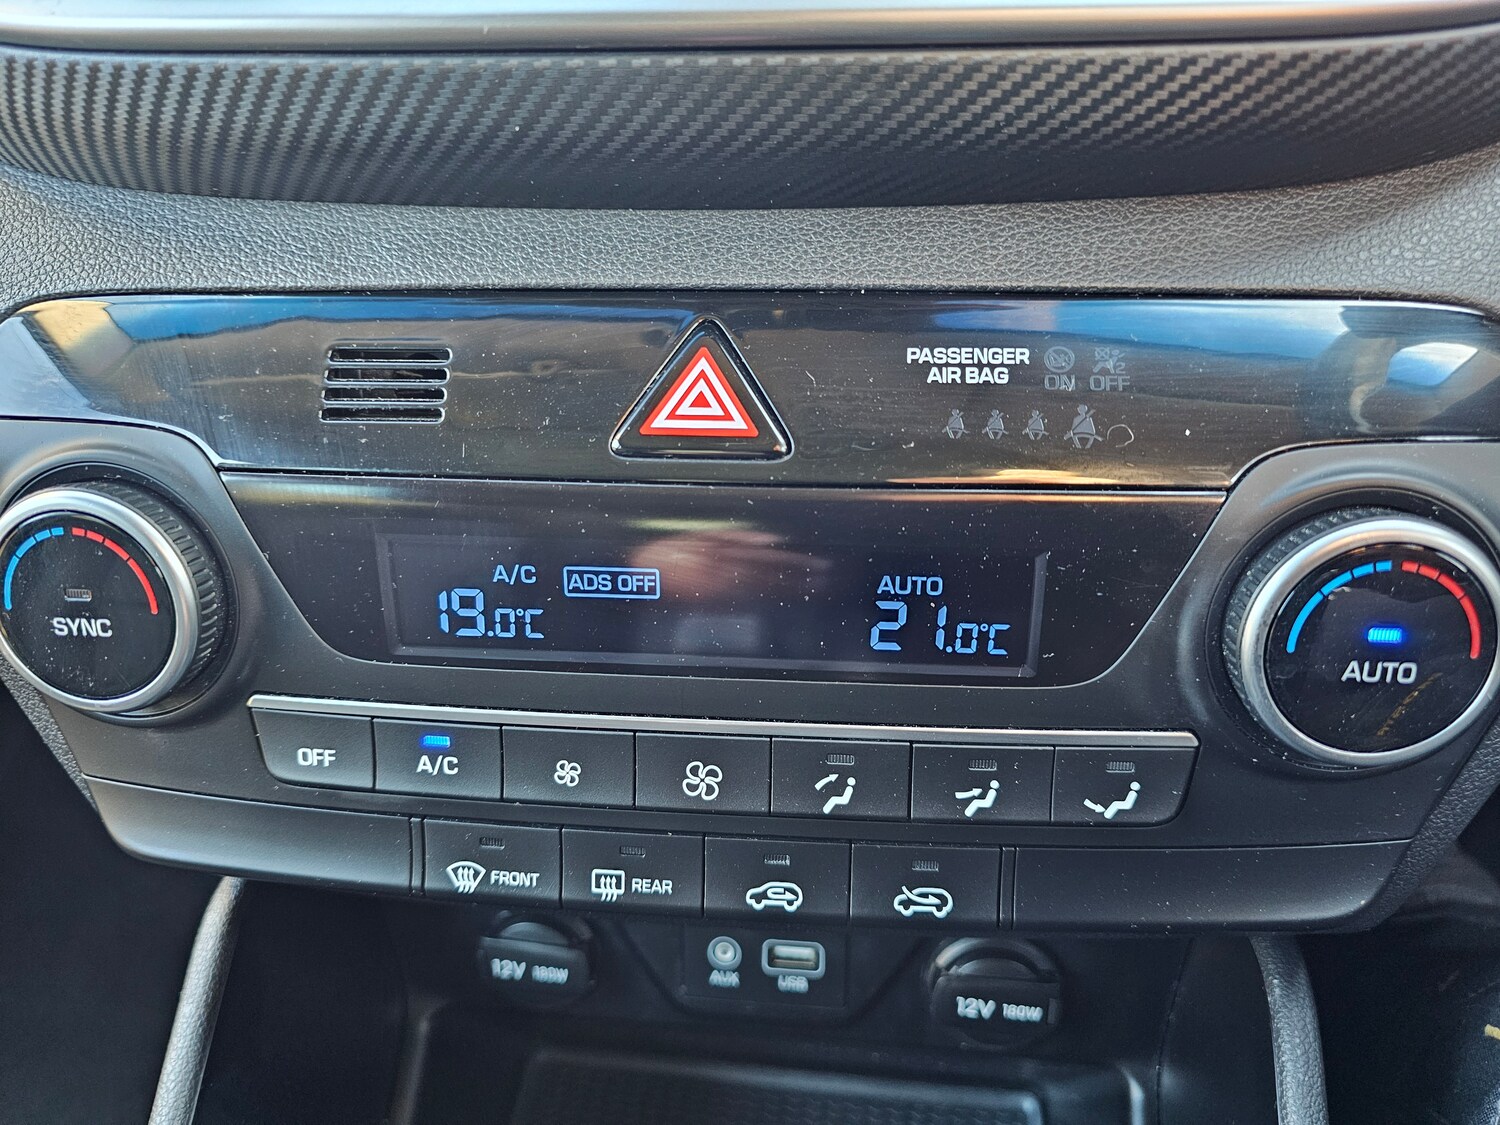 PASSENGER
AIR BAG
ON OFF
2
SYNC
A/C ADS OFF AUTO
19.0°C 21.0°C
AUTO
OFF A/C
FRONT REAR
12V 180W AUX USB 12V 180W